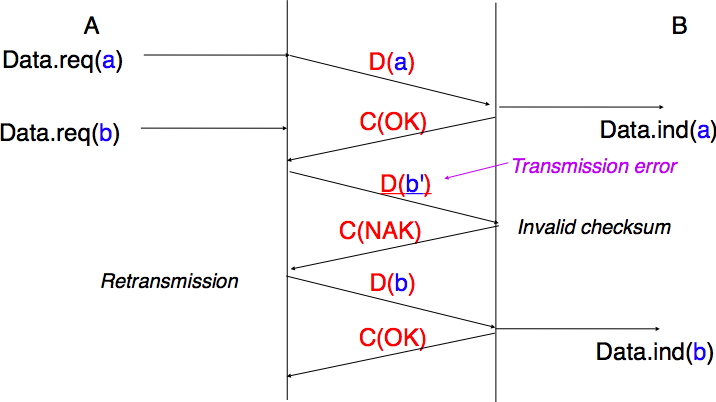 A
B
Data.req(a)
D(a)
C(OK)
Data.req(b)
Data.ind(a)
Transmission error
D(b')
C(NAK)
Invalid checksum
Retransmission
D(b)
C(OK)
Data.ind(b)